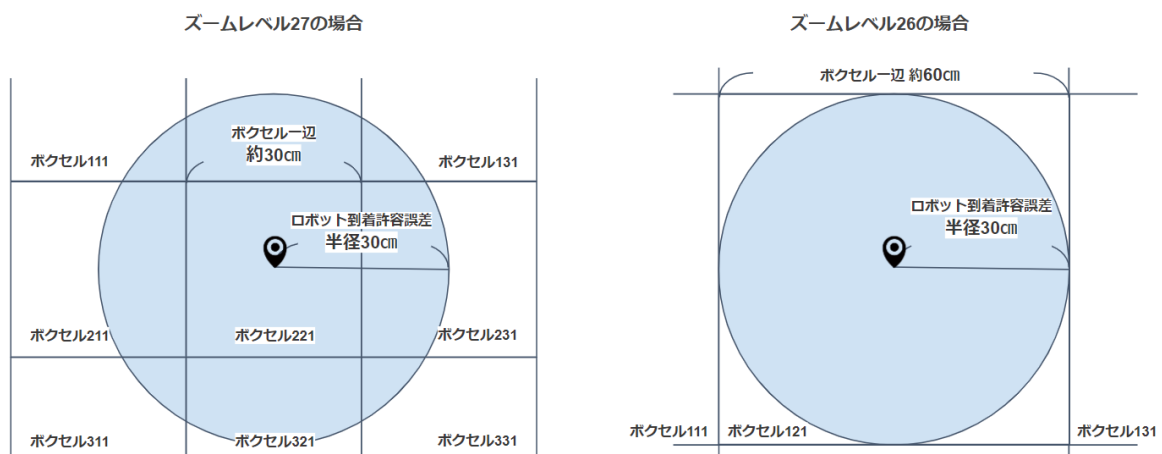 ズームレベル27の場合
ボクセル一辺
約30㎝
ボクセル111
ボクセル131
ロボット到着許容誤差
半径30㎝
ボクセル211
ボクセル221
ボクセル231
ボクセル311
ボクセル321
ボクセル331
ズームレベル26の場合
ボクセル一辺 約60㎝
ロボット到着許容誤差
半径30㎝
ボクセル111
ボクセル121
ボクセル131